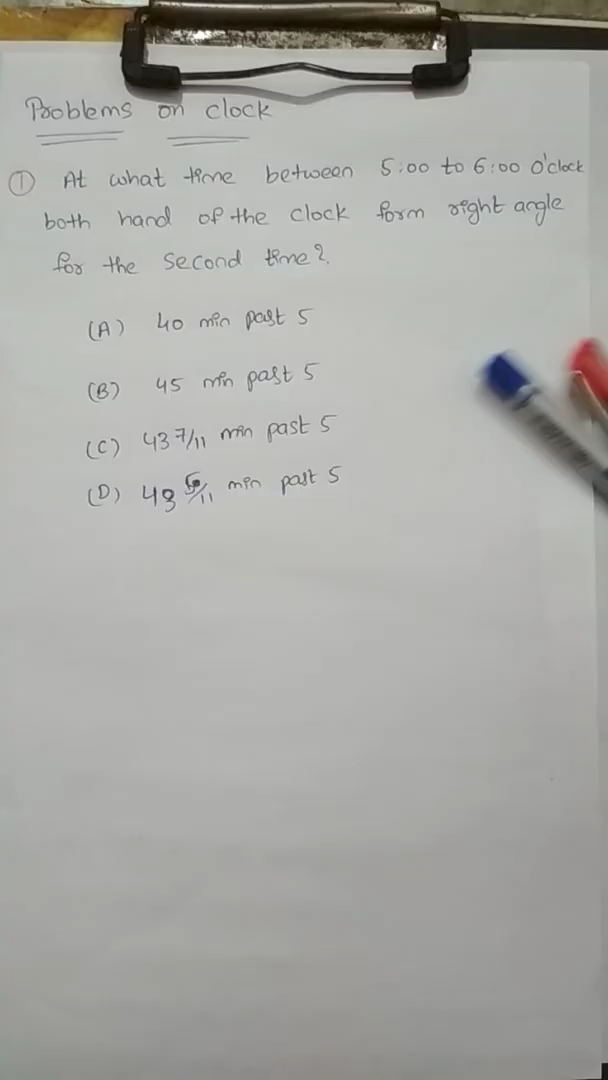 Problems on clock
① At what time between 5:00 to 6:00 O'clock
both hand of the clock form right angle
for the second time?
(A) 40 min past 5
(B) 45 min past 5
(C) 43 7/11 min past 5
(D) 43 5/11 min past 5